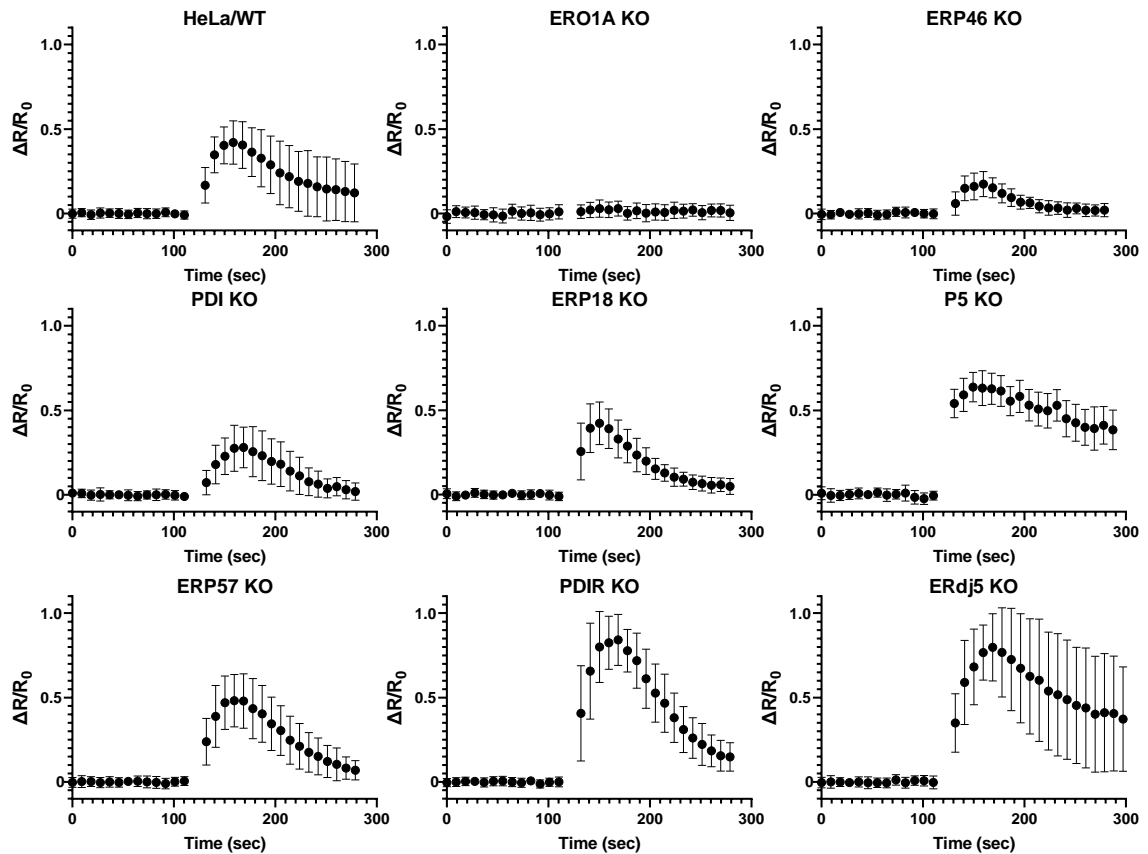 HeLa/WT
ERO1A KO
ERP46 KO
1.0
1.0
1.0
0.5
0.5
0.5
0
0
0
ΔR/R0
ΔR/R0
ΔR/R0
0 100 200 300
0 100 200 300
0 100 200 300
Time (sec)
Time (sec)
Time (sec)
PDI KO
ERP18 KO
P5 KO
1.0
1.0
1.0
0.5
0.5
0.5
0
0
0
ΔR/R0
ΔR/R0
ΔR/R0
0 100 200 300
0 100 200 300
0 100 200 300
Time (sec)
Time (sec)
Time (sec)
ERP57 KO
PDIR KO
ERdj5 KO
1.0
1.0
1.0
0.5
0.5
0.5
0
0
0
ΔR/R0
ΔR/R0
ΔR/R0
0 100 200 300
0 100 200 300
0 100 200 300
Time (sec)
Time (sec)
Time (sec)